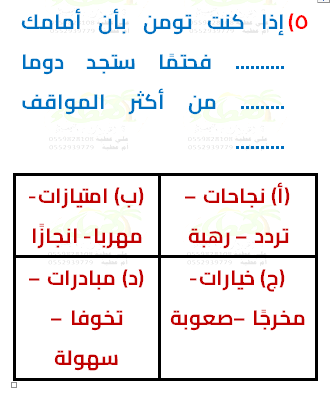 ٥) إذا كنت تومن بأن أمامك
.......... فحتمًا ستجد دوما
......... من أكثر المواقف
..........
(أ) نجاحات –
تردد – رهبة
(ب) امتيازات-
مهربا- انجازًا
(ج) خيارات-
مخرجًا –صعوبة
(د) مبادرات –
تخوفا –
سهولة